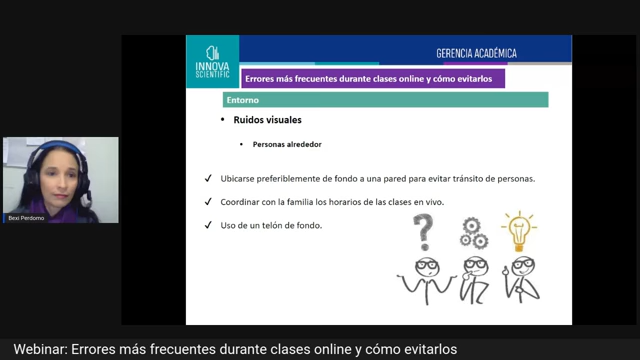 INNOVA
SCIENTIFIC
GERENCIA ACADÉMICA
Errores más frecuentes durante clases online y cómo evitarlos
Entorno
• Ruidos visuales
• Personas alrededor
✓ Ubicarse preferiblemente de fondo a una pared para evitar tránsito de personas.
✓ Coordinar con la familia los horarios de las clases en vivo.
✓ Uso de un telón de fondo.
?
Bexi Perdomo
Webinar: Errores más frecuentes durante clases online y cómo evitarlos